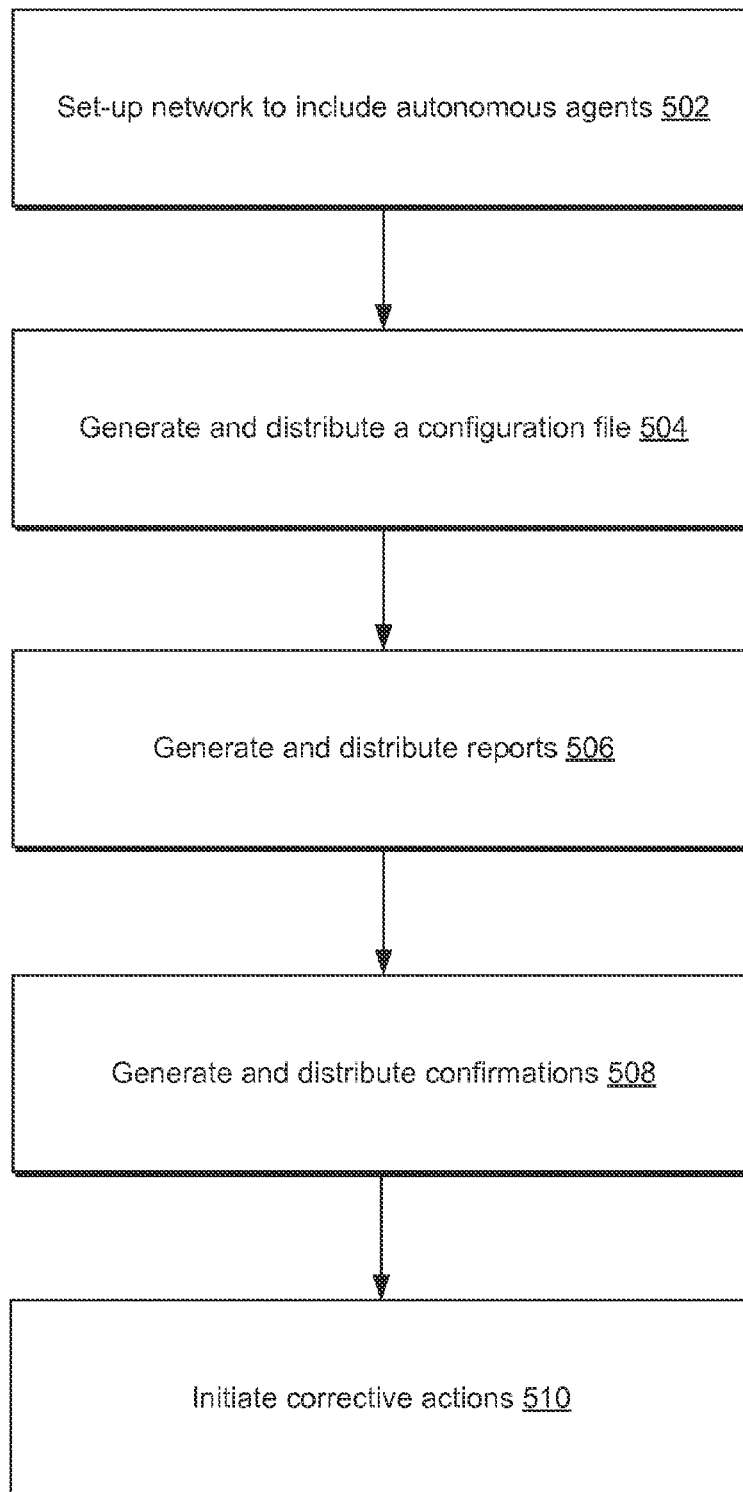 Set-up network to include autonomous agents 502
Generate and distribute a configuration file 504
Generate and distribute reports 506
Generate and distribute confirmations 508
Initiate corrective actions 510